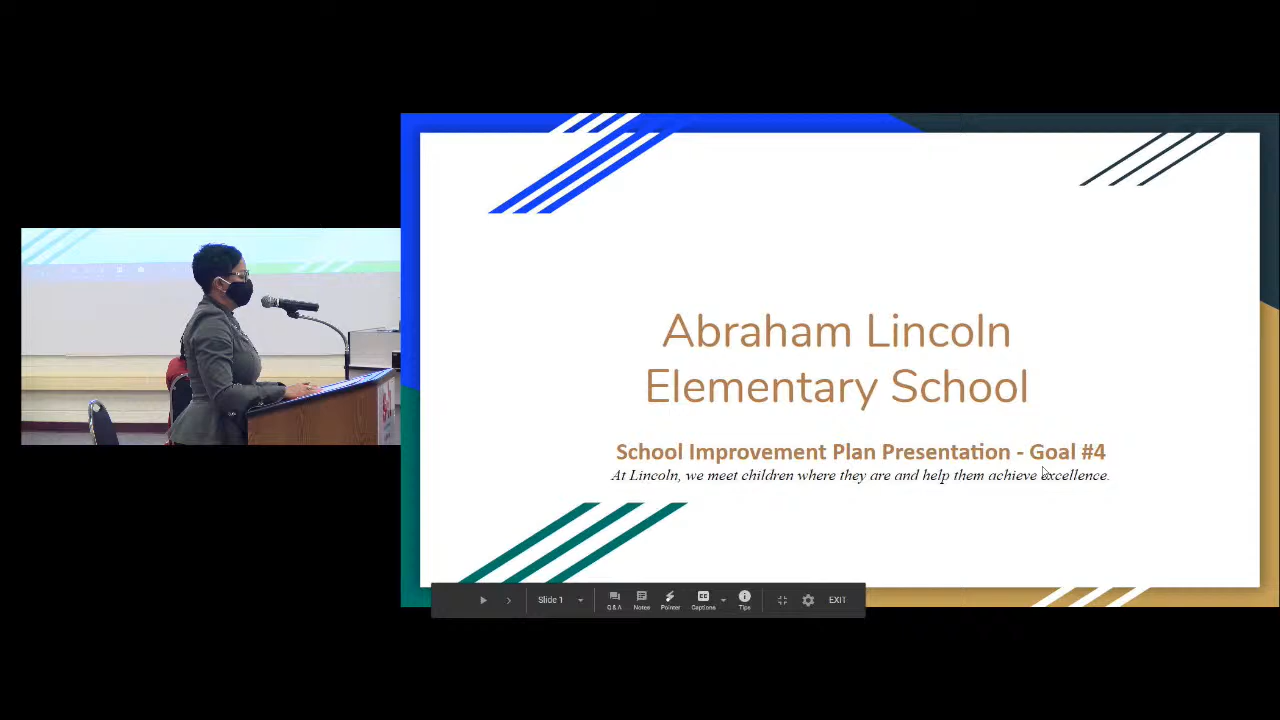 Abraham Lincoln
Elementary School
School Improvement Plan Presentation - Goal #4
At Lincoln, we meet children where they are and help them achieve excellence.
Slide 1
Q&A
Notes
Pointer
Captions
Tips
EXIT